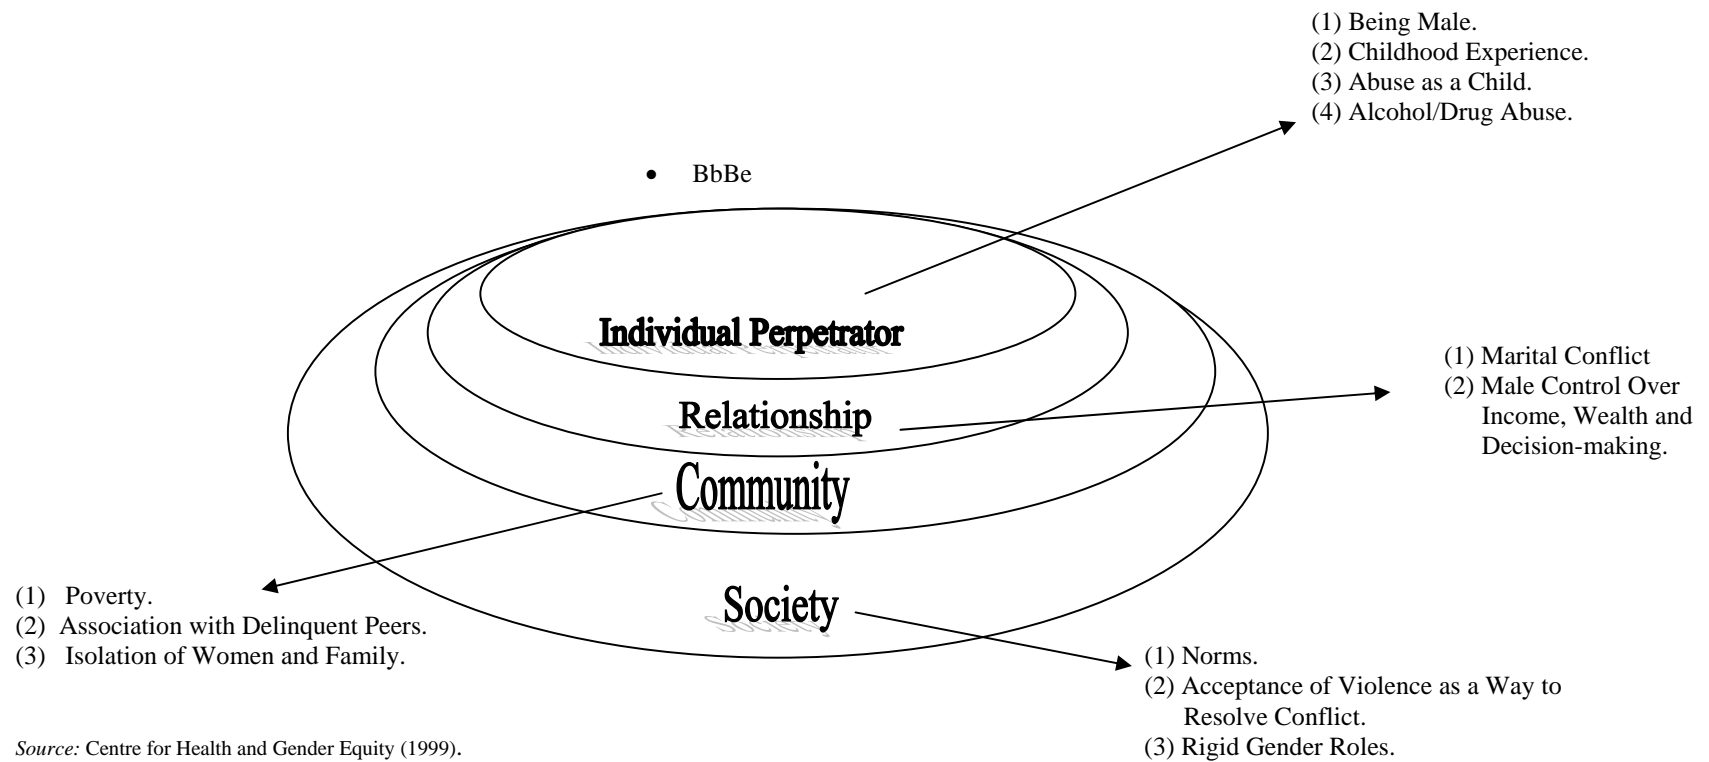 (1) Being Male.
(2) Childhood Experience.
(3) Abuse as a Child.
(4) Alcohol/Drug Abuse.
• BbBe
Individual Perpetrator
(1) Marital Conflict
(2) Male Control Over
Income, Wealth and
Decision-making.
Relationship
Community
(1) Poverty.
(2) Association with Delinquent Peers.
(3) Isolation of Women and Family.
Society
(1) Norms.
(2) Acceptance of Violence as a Way to
Resolve Conflict.
(3) Rigid Gender Roles.
Source: Centre for Health and Gender Equity (1999).